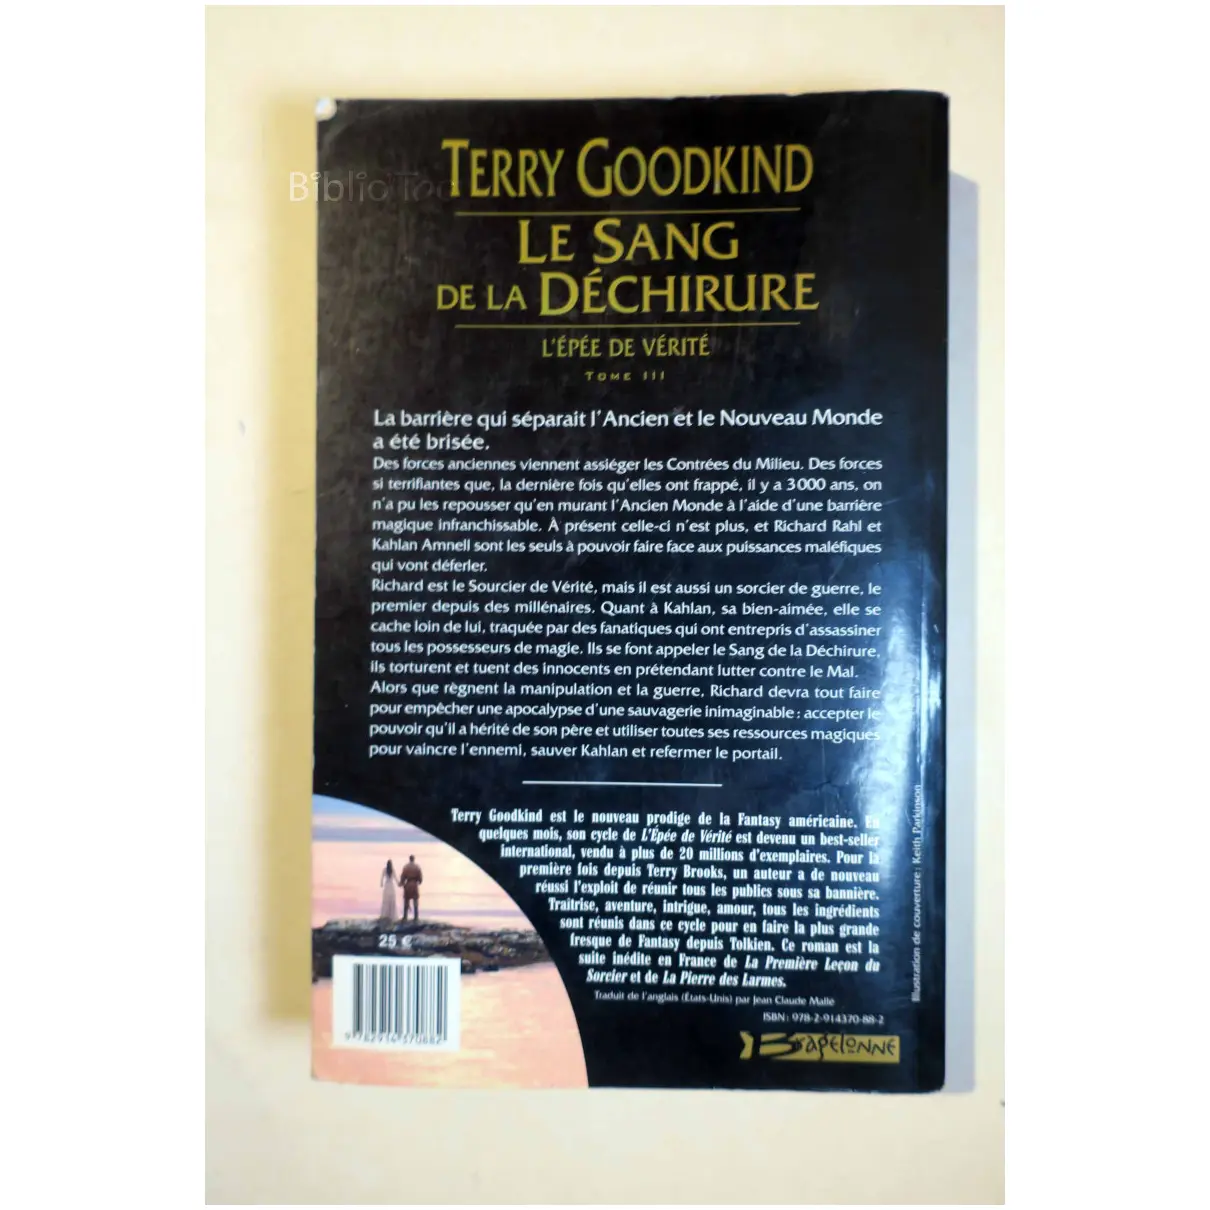 Biblio Too
TERRY GOODKIND
LE SANG
DE LA DÉCHIRURE
L'ÉPÉE DE VÉRITÉ
TOME III
La barrière qui séparait l'Ancien et le Nouveau Monde
a été brisée.
Des forces anciennes viennent assiéger les Contrées du Milieu. Des forces
si terrifiantes que, la dernière fois qu'elles ont frappé, il y a 3000 ans, on
n'a pu les repousser qu'en murant l'Ancien Monde à l'aide d'une barrière
magique infranchissable. À présent celle-ci n'est plus, et Richard Rahl et
Kahlan Amnell sont les seuls à pouvoir faire face aux puissances maléfiques
qui vont déferler.
Richard est le Sourcier de Vérité, mais il est aussi un sorcier de guerre, le
premier depuis des millénaires. Quant à Kahlan, sa bien-aimée, elle se
cache loin de lui, traquée par des fanatiques qui ont entrepris d'assassiner
tous les possesseurs de magie. Ils se font appeler le Sang de la Déchirure.
Ils torturent et tuent des innocents en prétendant lutter contre le Mal.
Alors que règnent la manipulation et la guerre, Richard devra tout faire
pour empêcher une apocalypse d'une sauvagerie inimaginable : accepter le
pouvoir qu'il a hérité de son père et utiliser toutes ses ressources magiques
pour vaincre l'ennemi, sauver Kahlan et refermer le portail.
Terry Goodkind est le nouveau prodige de la Fantasy américaine. En
quelques mois, son cycle de L'Épée de Vérité est devenu un best-seller
international, vendu à plus de 20 millions d'exemplaires. Pour la
première fois depuis Terry Brooks, un auteur a de nouveau
réussi l'exploit de réunir tous les publics sous sa bannière.
Traîtrise, aventure, intrigue, amour, tous les ingrédients
sont réunis dans ce cycle pour en faire la plus grande
fresque de Fantasy depuis Tolkien. Ce roman est la
suite inédite en France de La Première Leçon du
Sorcier et de La Pierre des Larmes.
Traduit de l'anglais (États-Unis) par Jean Claude Malle
ISBN : 978-2-914370-88-2
BRAGELONNE
25 €
9782914370882
Illustration de couverture : Keith Parkinson